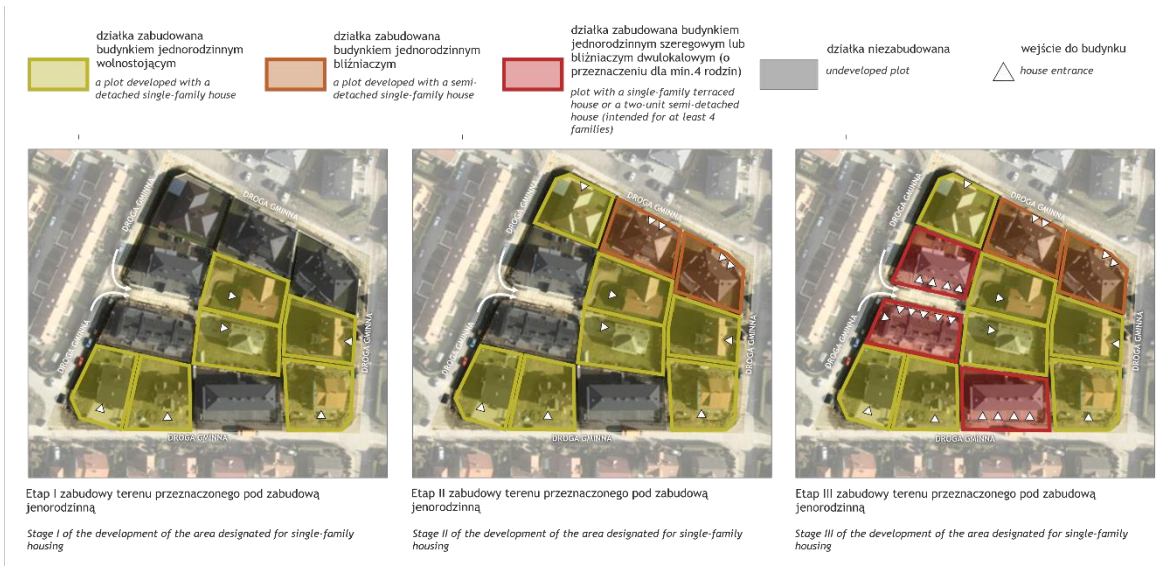 działka zabudowana
budynkiem jednorodzinnym
wolnostojącym
a plot developed with a
detached single-family house
działka zabudowana
budynkiem jednorodzinnym
bliźniaczym
a plot developed with a semi-
detached single-family house
działka zabudowana budynkiem
jednorodzinnym szeregowym lub
bliźniaczym dwulokalowym (o
przeznaczeniu dla min.4 rodzin)
plot with a single-family terraced
house or a two-unit semi-detached
house (intended for at least 4
families)
działka niezabudowana
undeveloped plot
wejście do budynku
house entrance
DROGA GMINNA
DROGA GMINNA
DROGA GMINNA
DROGA GMINNA
DROGA GMINNA
Etap I zabudowy terenu przeznaczonego pod zabudową
jenorodzinną
Stage I of the development of the area designated for single-family
housing
DROGA GMINNA
DROGA GMINNA
DROGA GMINNA
DROGA GMINNA
DROGA GMINNA
Etap II zabudowy terenu przeznaczonego pod zabudową
jenorodzinną
Stage II of the development of the area designated for single-family
housing
DROGA GMINNA
DROGA GMINNA
DROGA GMINNA
DROGA GMINNA
DROGA GMINNA
Etap III zabudowy terenu przeznaczonego pod zabudową
jenorodzinną
Stage III of the development of the area designated for single-family
housing